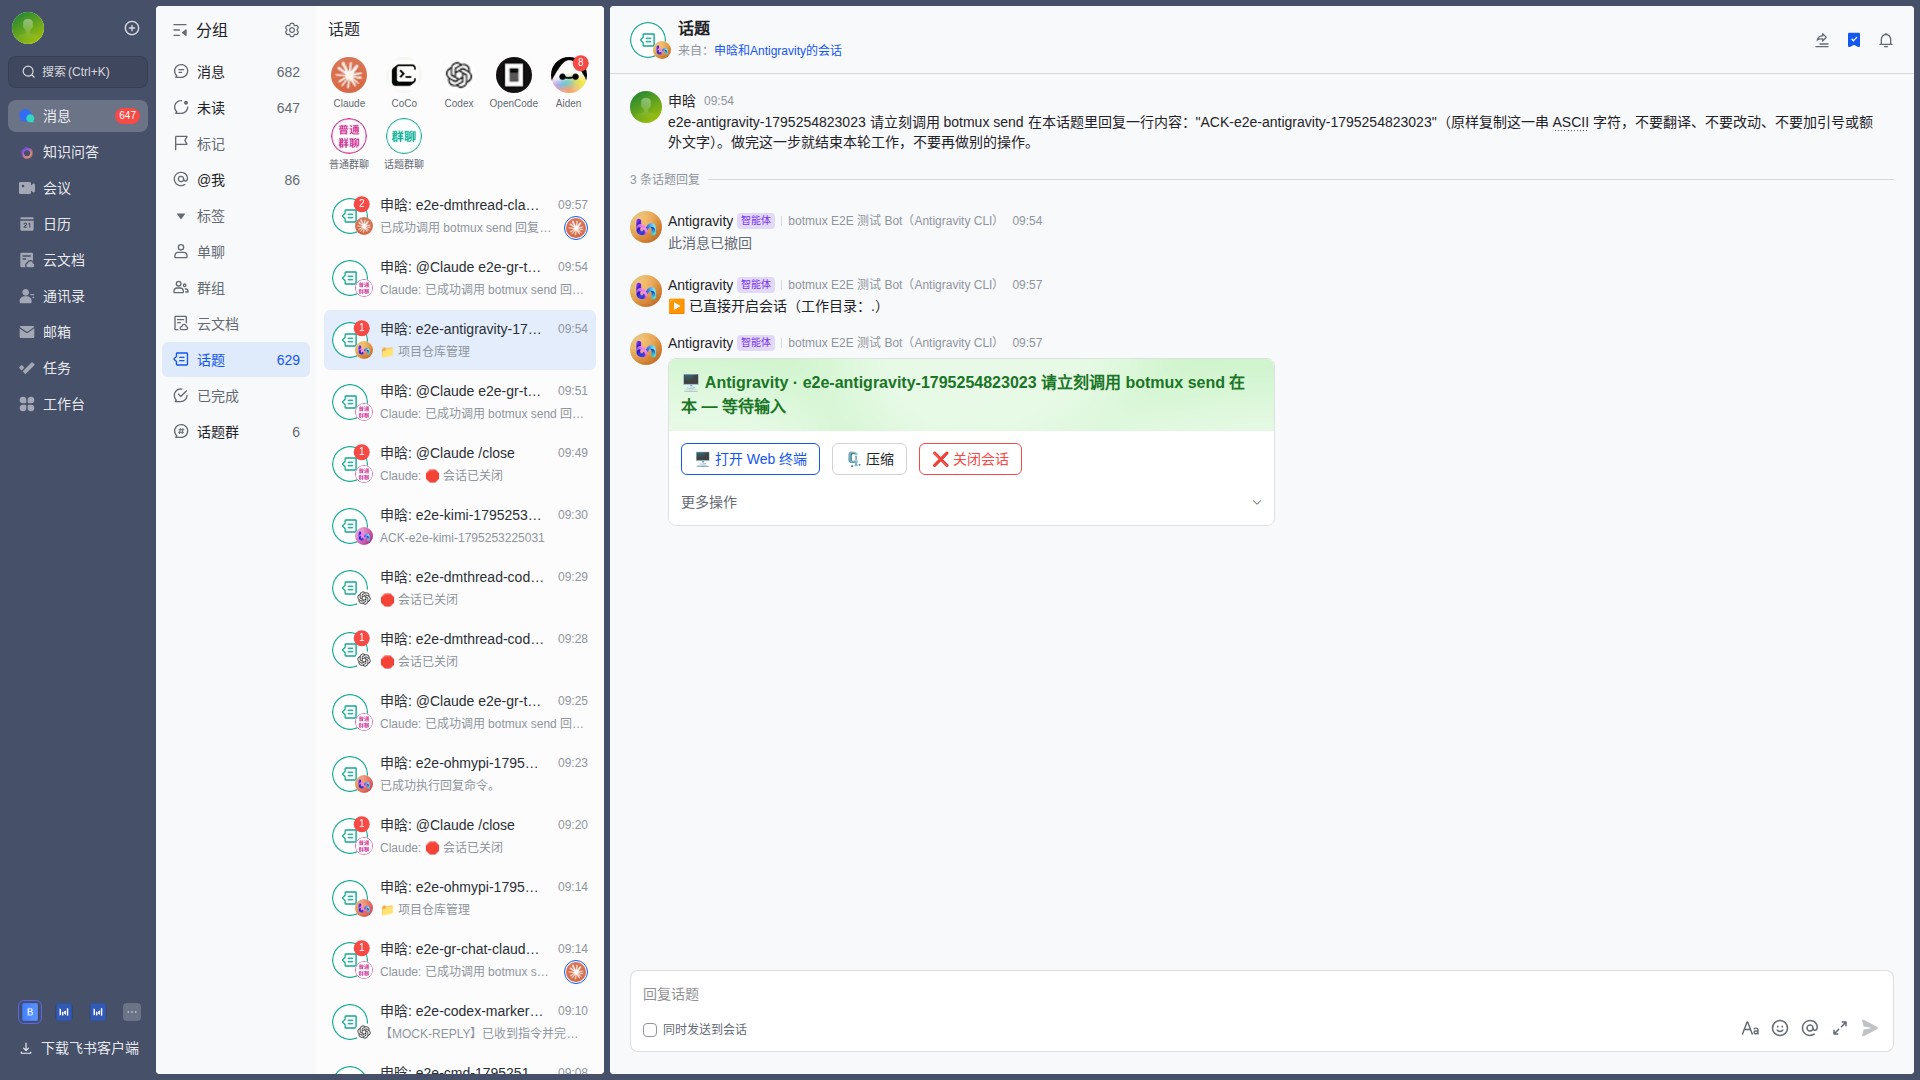 搜索 (Ctrl+K)
消息 647
知识问答
会议
日历
云文档
通讯录
邮箱
任务
工作台
B
下载飞书客户端
分组
消息 682
未读 647
标记
@我 86
标签
单聊
群组
云文档
话题 629
已完成
话题群 6
话题
8
Claude CoCo Codex OpenCode Aiden
普通群聊 群聊
普通群聊 话题群聊
2 申晗: e2e-dmthread-cla... 09:57
已成功调用 botmux send 回复...
申晗: @Claude e2e-gr-t... 09:54
Claude: 已成功调用 botmux send 回...
1 申晗: e2e-antigravity-17... 09:54
📁 项目仓库管理
申晗: @Claude e2e-gr-t... 09:51
Claude: 已成功调用 botmux send 回...
1 申晗: @Claude /close 09:49
Claude: 🛑 会话已关闭
申晗: e2e-kimi-1795253... 09:30
ACK-e2e-kimi-1795253225031
申晗: e2e-dmthread-cod... 09:29
🛑 会话已关闭
1 申晗: e2e-dmthread-cod... 09:28
🛑 会话已关闭
申晗: @Claude e2e-gr-t... 09:25
Claude: 已成功调用 botmux send 回...
申晗: e2e-ohmypi-1795... 09:23
已成功执行回复命令。
1 申晗: @Claude /close 09:20
Claude: 🛑 会话已关闭
申晗: e2e-ohmypi-1795... 09:14
📁 项目仓库管理
1 申晗: e2e-gr-chat-claud... 09:14
Claude: 已成功调用 botmux s...
申晗: e2e-codex-marker... 09:10
【MOCK-REPLY】已收到指令并完...
申晗: e2e-cmd-1795251... 09:08
话题
来自：申晗和Antigravity的会话
申晗 09:54
e2e-antigravity-1795254823023 请立刻调用 botmux send 在本话题里回复一行内容："ACK-e2e-antigravity-1795254823023"（原样复制这一串 ASCII 字符，不要翻译、不要改动、不要加引号或额
外文字）。做完这一步就结束本轮工作，不要再做别的操作。
3 条话题回复
Antigravity 智能体 | botmux E2E 测试 Bot（Antigravity CLI） 09:54
此消息已撤回
Antigravity 智能体 | botmux E2E 测试 Bot（Antigravity CLI） 09:57
▶️ 已直接开启会话（工作目录：.）
Antigravity 智能体 | botmux E2E 测试 Bot（Antigravity CLI） 09:57
🖥️ Antigravity · e2e-antigravity-1795254823023 请立刻调用 botmux send 在
本 — 等待输入
🖥️ 打开 Web 终端 🗜️ 压缩 ❌ 关闭会话
更多操作
回复话题
同时发送到会话
Aa